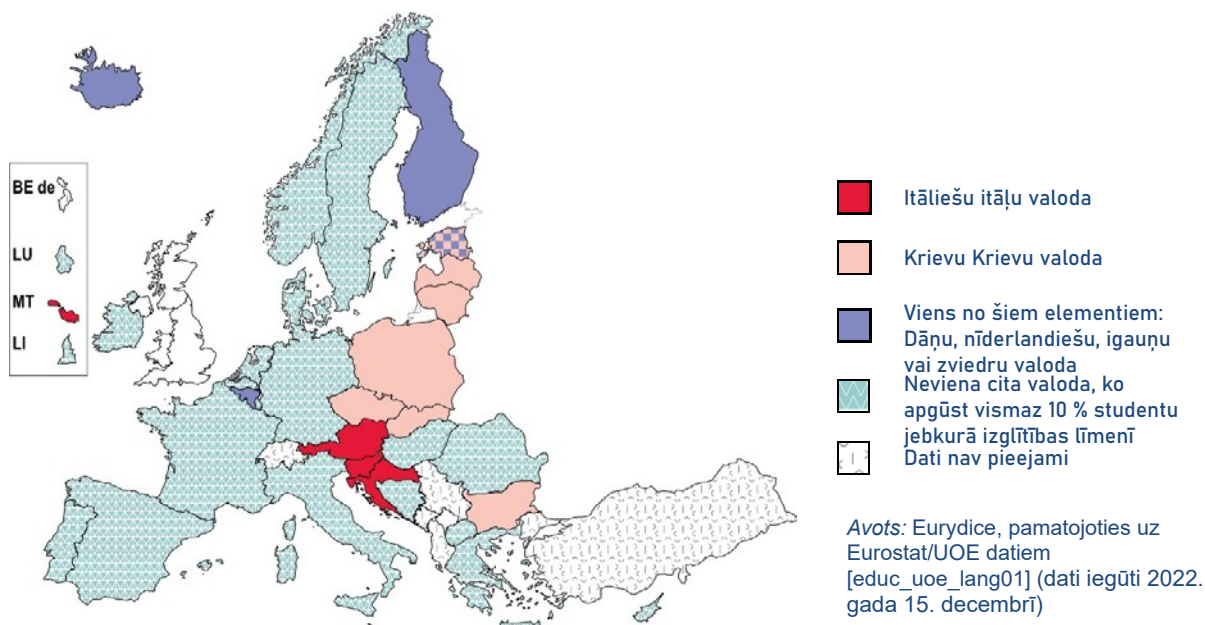 BE de
LU
MT
LI
Itāliešu itāļu valoda
Krievu Krievu valoda
Viens no šiem elementiem:
Dāņu, nīderlandiešu, igauņu
vai zviedru valoda
Neviena cita valoda, ko
apgūst vismaz 10 % studentu
jebkurā izglītības līmenī
Dati nav pieejami
Avots: Eurydice, pamatojoties uz
Eurostat/UOE datiem
[educ_uoe_lang01] (dati iegūti 2022.
gada 15. decembrī)